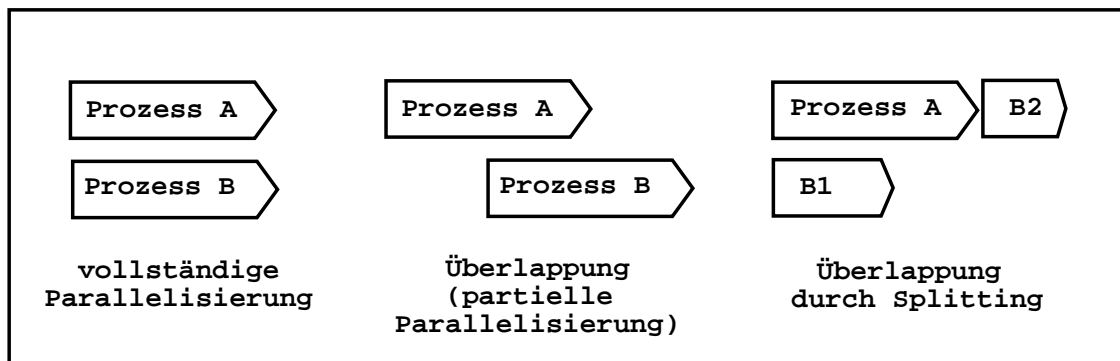 Prozess A
Prozess B
vollständige
Parallelisierung
Prozess A
Prozess B
Überlappung
(partielle
Parallelisierung)
Prozess A
B2
B1
Überlappung
durch Splitting